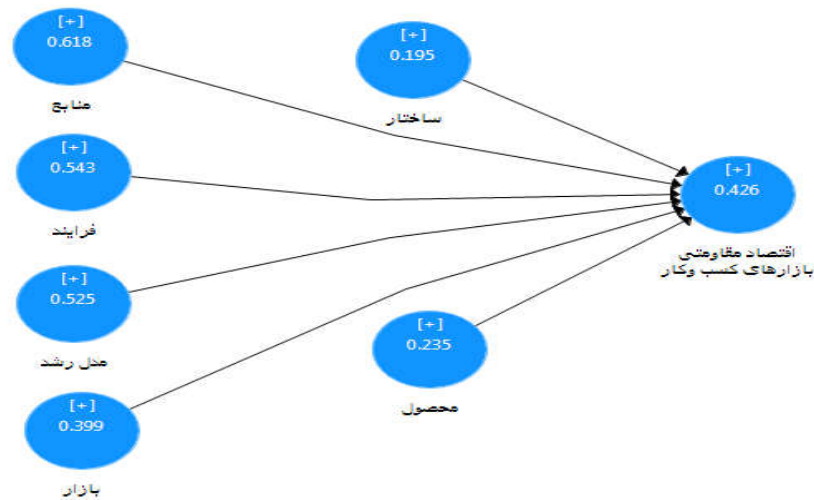 [+]
0.618
منابع
[+]
0.195
ساختار
[+]
0.543
فرایند
[+]
0.426
اقتصاد مقاومتی
بازارهای کسب وکار
[+]
0.525
مدل رشد
[+]
0.235
محصول
[+]
0.399
بازار